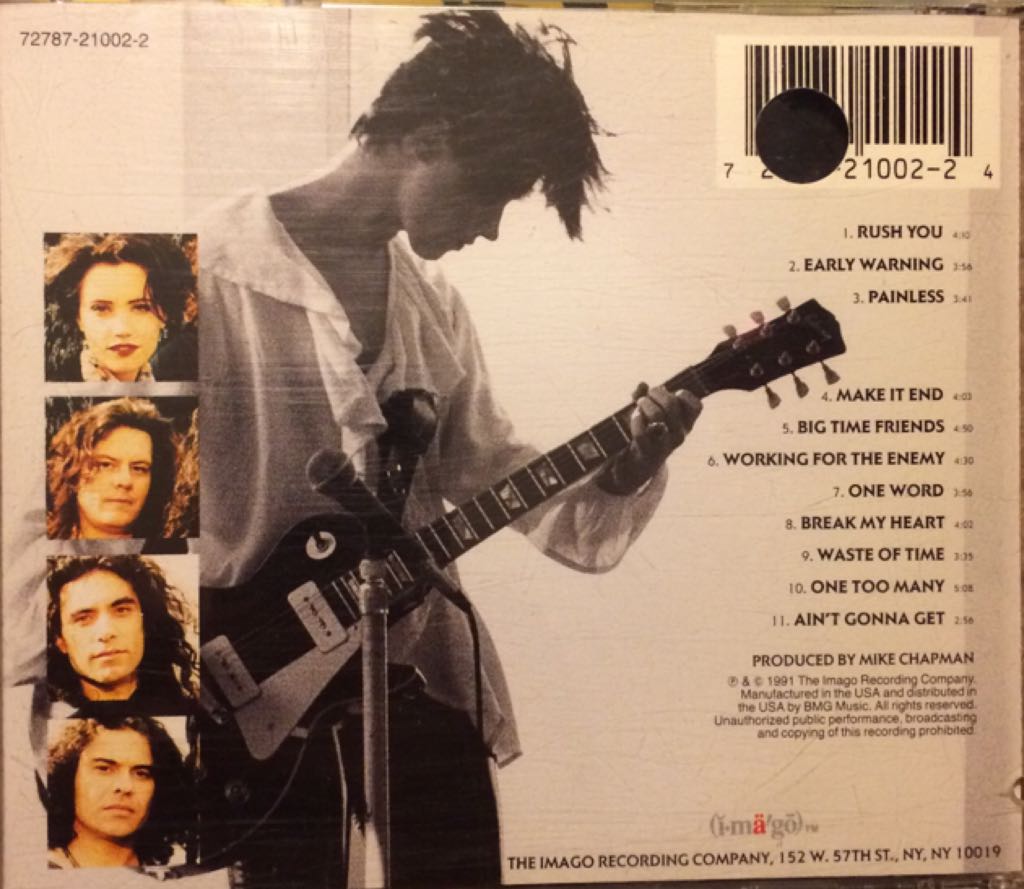 72787-21002-2
7 2 21002-2 4
1. RUSH YOU 4:10
2. EARLY WARNING 3:56
3. PAINLESS 3:41
4. MAKE IT END 4:03
5. BIG TIME FRIENDS 4:50
6. WORKING FOR THE ENEMY 4:30
7. ONE WORD 3:56
8. BREAK MY HEART 4:02
9. WASTE OF TIME 3:35
10. ONE TOO MANY 5:08
11. AIN'T GONNA GET 2:56
PRODUCED BY MIKE CHAPMAN
℗ & © 1991 The Imago Recording Company.
Manufactured in the USA and distributed in
the USA by BMG Music. All rights reserved.
Unauthorized public performance, broadcasting
and copying of this recording prohibited.
(ĭ-mä'gō)™
THE IMAGO RECORDING COMPANY, 152 W. 57TH ST., NY, NY 10019